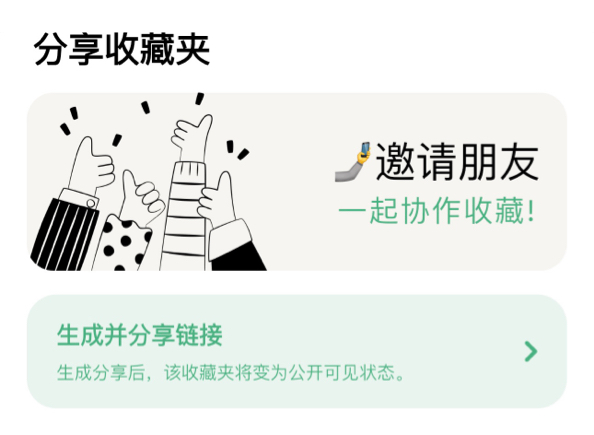 分享收藏夹
邀请朋友
一起协作收藏!
生成并分享链接
生成分享后，该收藏夹将变为公开可见状态。